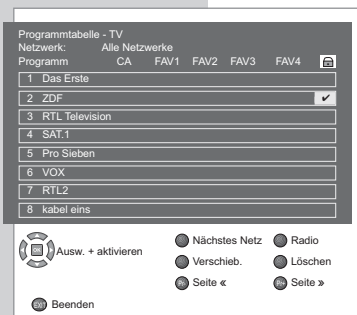 Programmtabelle - TV
Netzwerk: Alle Netzwerke
Programm CA FAV1 FAV2 FAV3 FAV4
1 Das Erste
2 ZDF ✔
3 RTL Television
4 SAT.1
5 Pro Sieben
6 VOX
7 RTL2
8 kabel eins
OK Ausw. + aktivieren Nächstes Netz Radio
Verschieb. Löschen
Pn- Seite « Pr+ Seite »
EXIT Beenden